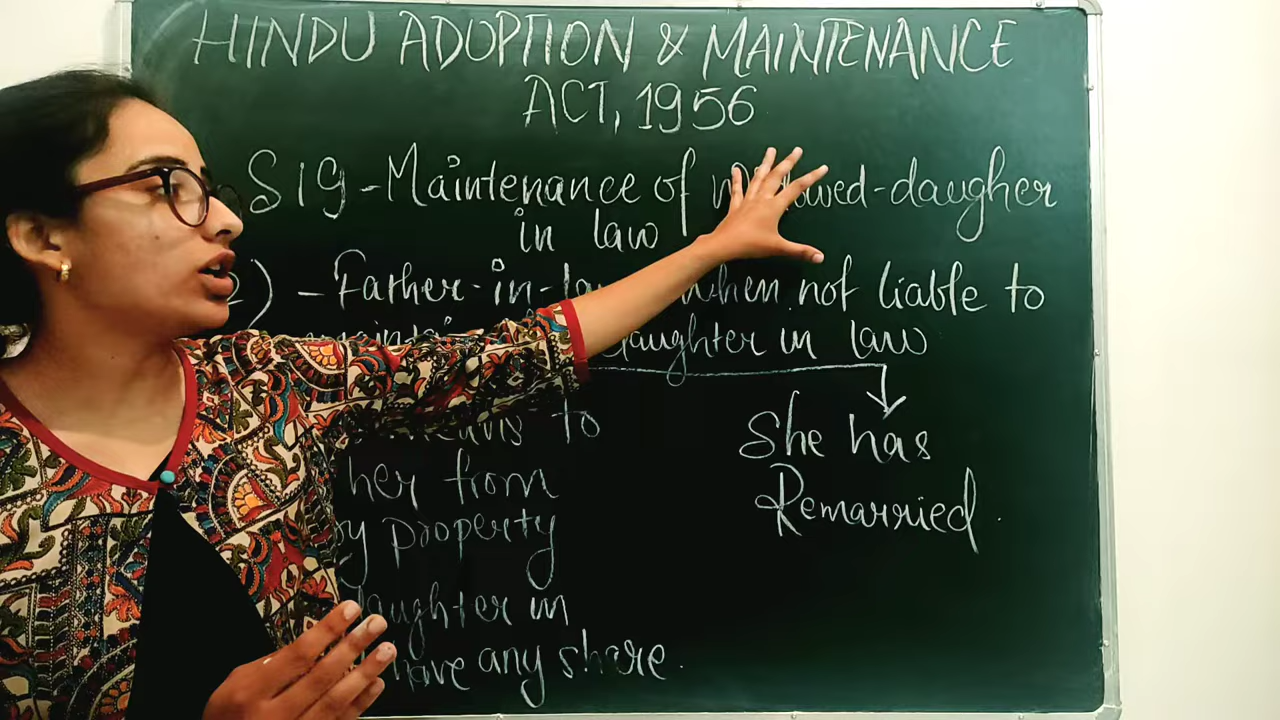 HINDU ADOPTION & MAINTENANCE
ACT, 1956
S19 - Maintenance of Widowed-daugher
in law
2) - Father-in-law when not liable to
daughter in law
to
She has
her from
Remarried.
property
daughter in
have any share.